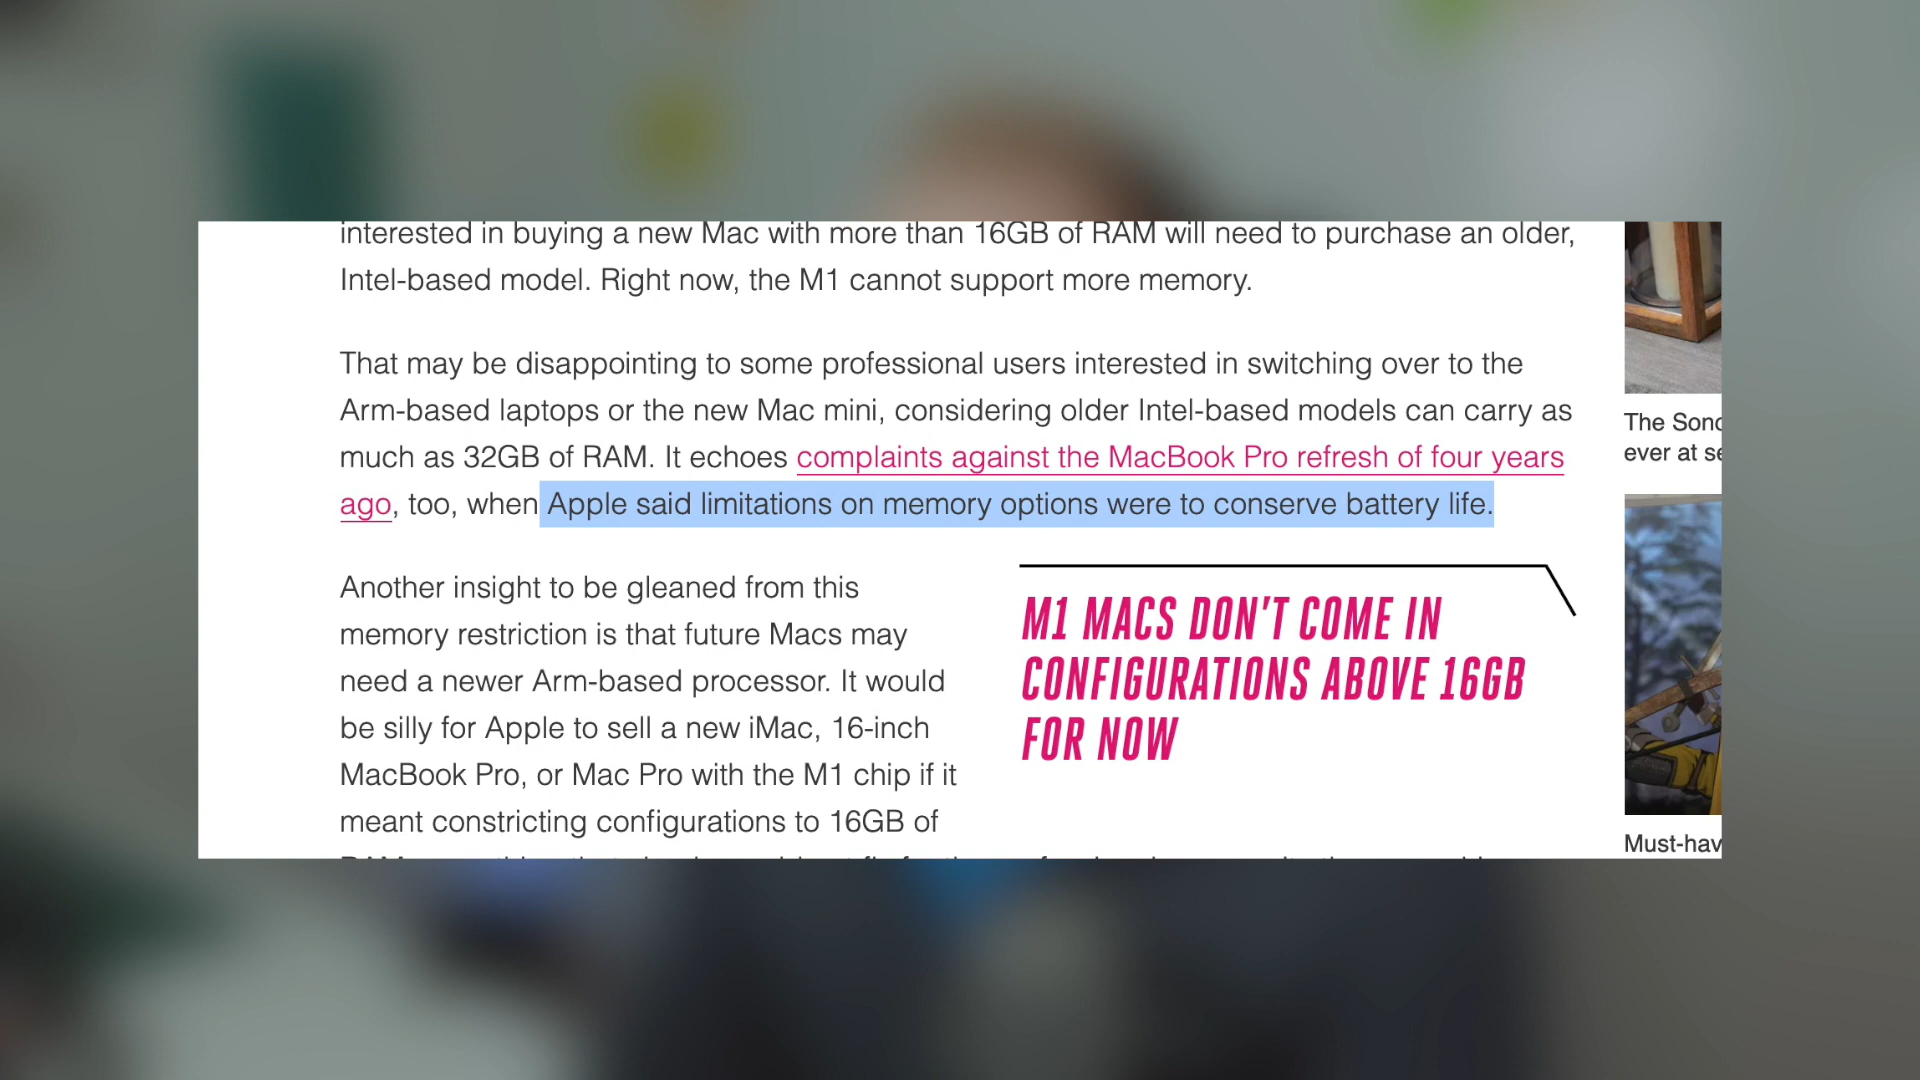 interested in buying a new Mac with more than 16GB of RAM will need to purchase an older,
Intel-based model. Right now, the M1 cannot support more memory.
That may be disappointing to some professional users interested in switching over to the
Arm-based laptops or the new Mac mini, considering older Intel-based models can carry as
much as 32GB of RAM. It echoes complaints against the MacBook Pro refresh of four years
ago, too, when Apple said limitations on memory options were to conserve battery life.
Another insight to be gleaned from this
memory restriction is that future Macs may
need a newer Arm-based processor. It would
be silly for Apple to sell a new iMac, 16-inch
MacBook Pro, or Mac Pro with the M1 chip if it
meant constricting configurations to 16GB of
M1 MACS DON'T COME IN
CONFIGURATIONS ABOVE 16GB
FOR NOW
The Sono
ever at se
Must-hav